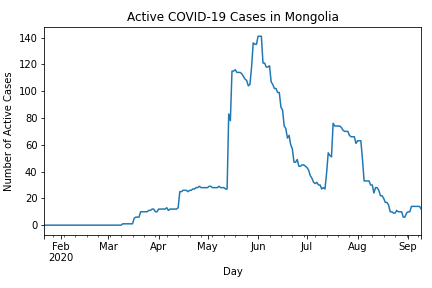 Active COVID-19 Cases in Mongolia
Number of Active Cases
140
120
100
80
60
40
20
0
Feb Mar Apr May Jun Jul Aug Sep
2020
Day